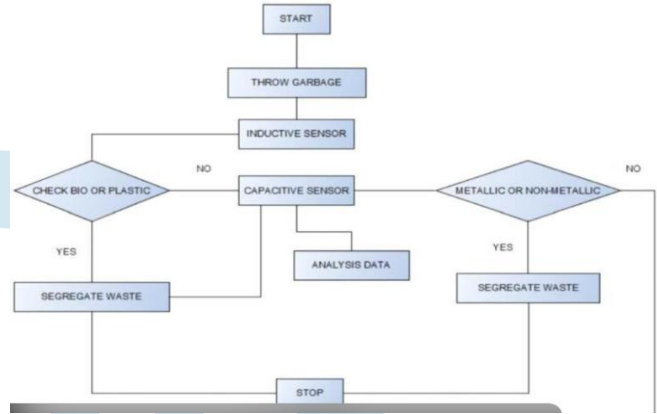 START
THROW GARBAGE
INDUCTIVE SENSOR
CHECK BIO OR PLASTIC
NO
CAPACITIVE SENSOR
METALLIC OR NON-METALLIC
NO
YES
ANALYSIS DATA
YES
SEGREGATE WASTE
SEGREGATE WASTE
STOP